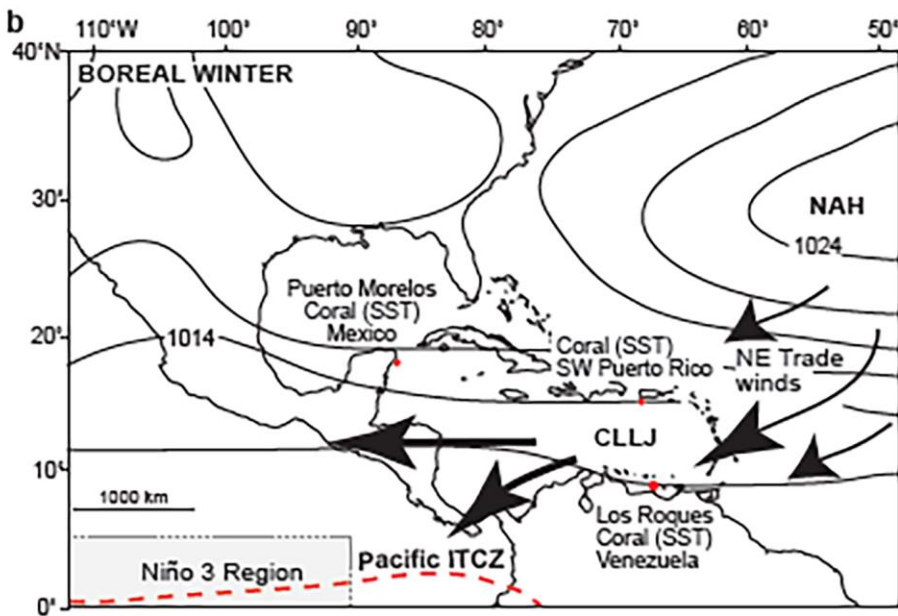 b
110°W 100° 90° 80° 70° 60° 50°
40°N
BOREAL WINTER
30°
NAH
1024
Puerto Morelos
Coral (SST)
Mexico
20°
1014
Coral (SST)
SW Puerto Rico
NE Trade
winds
CLLJ
10°
1000 km
Los Roques
Coral (SST)
Venezuela
Pacific ITCZ
Niño 3 Region
0°